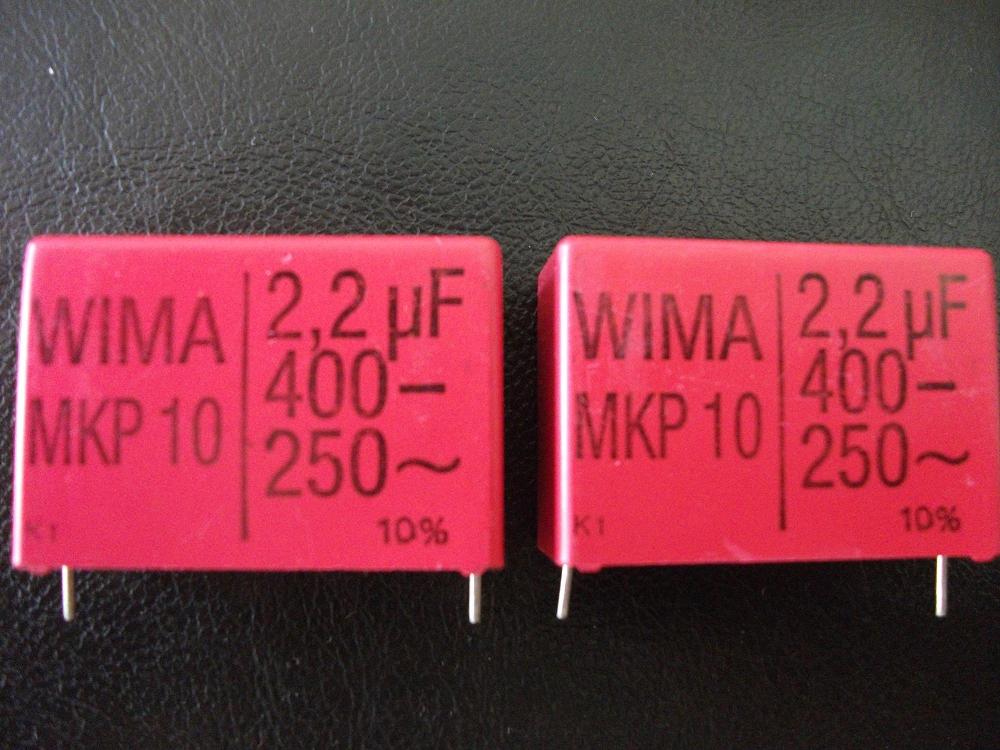 WIMA
MKP 10
K1
2,2 µF
400–
250~
10%
WIMA
MKP 10
K1
2,2 µF
400–
250~
10%